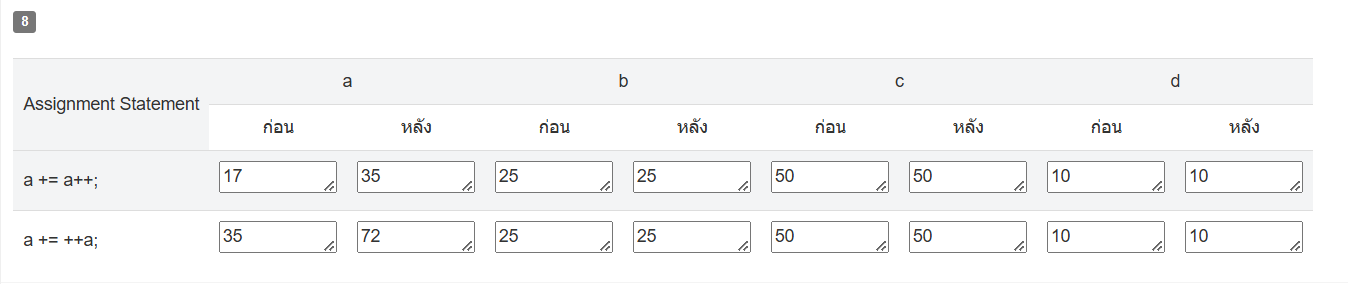 8
Assignment Statement a b c d
ก่อน หลัง ก่อน หลัง ก่อน หลัง ก่อน หลัง
a += a++; 17 35 25 25 50 50 10 10
a += ++a; 35 72 25 25 50 50 10 10